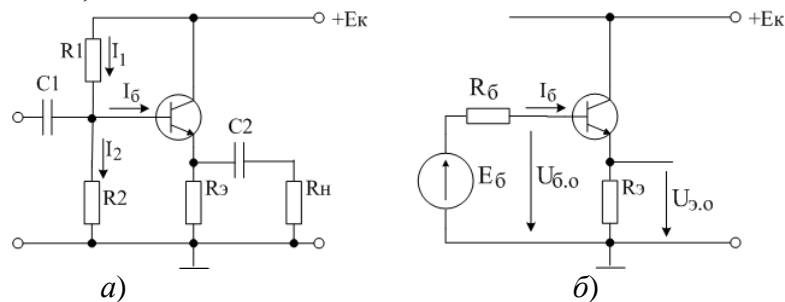 +Eк +Eк
R1 I1
C1 Rб Iб
Iб
C2
I2 Eб Uб.о
R2 Rэ Rн Rэ Uэ.о
а) б)